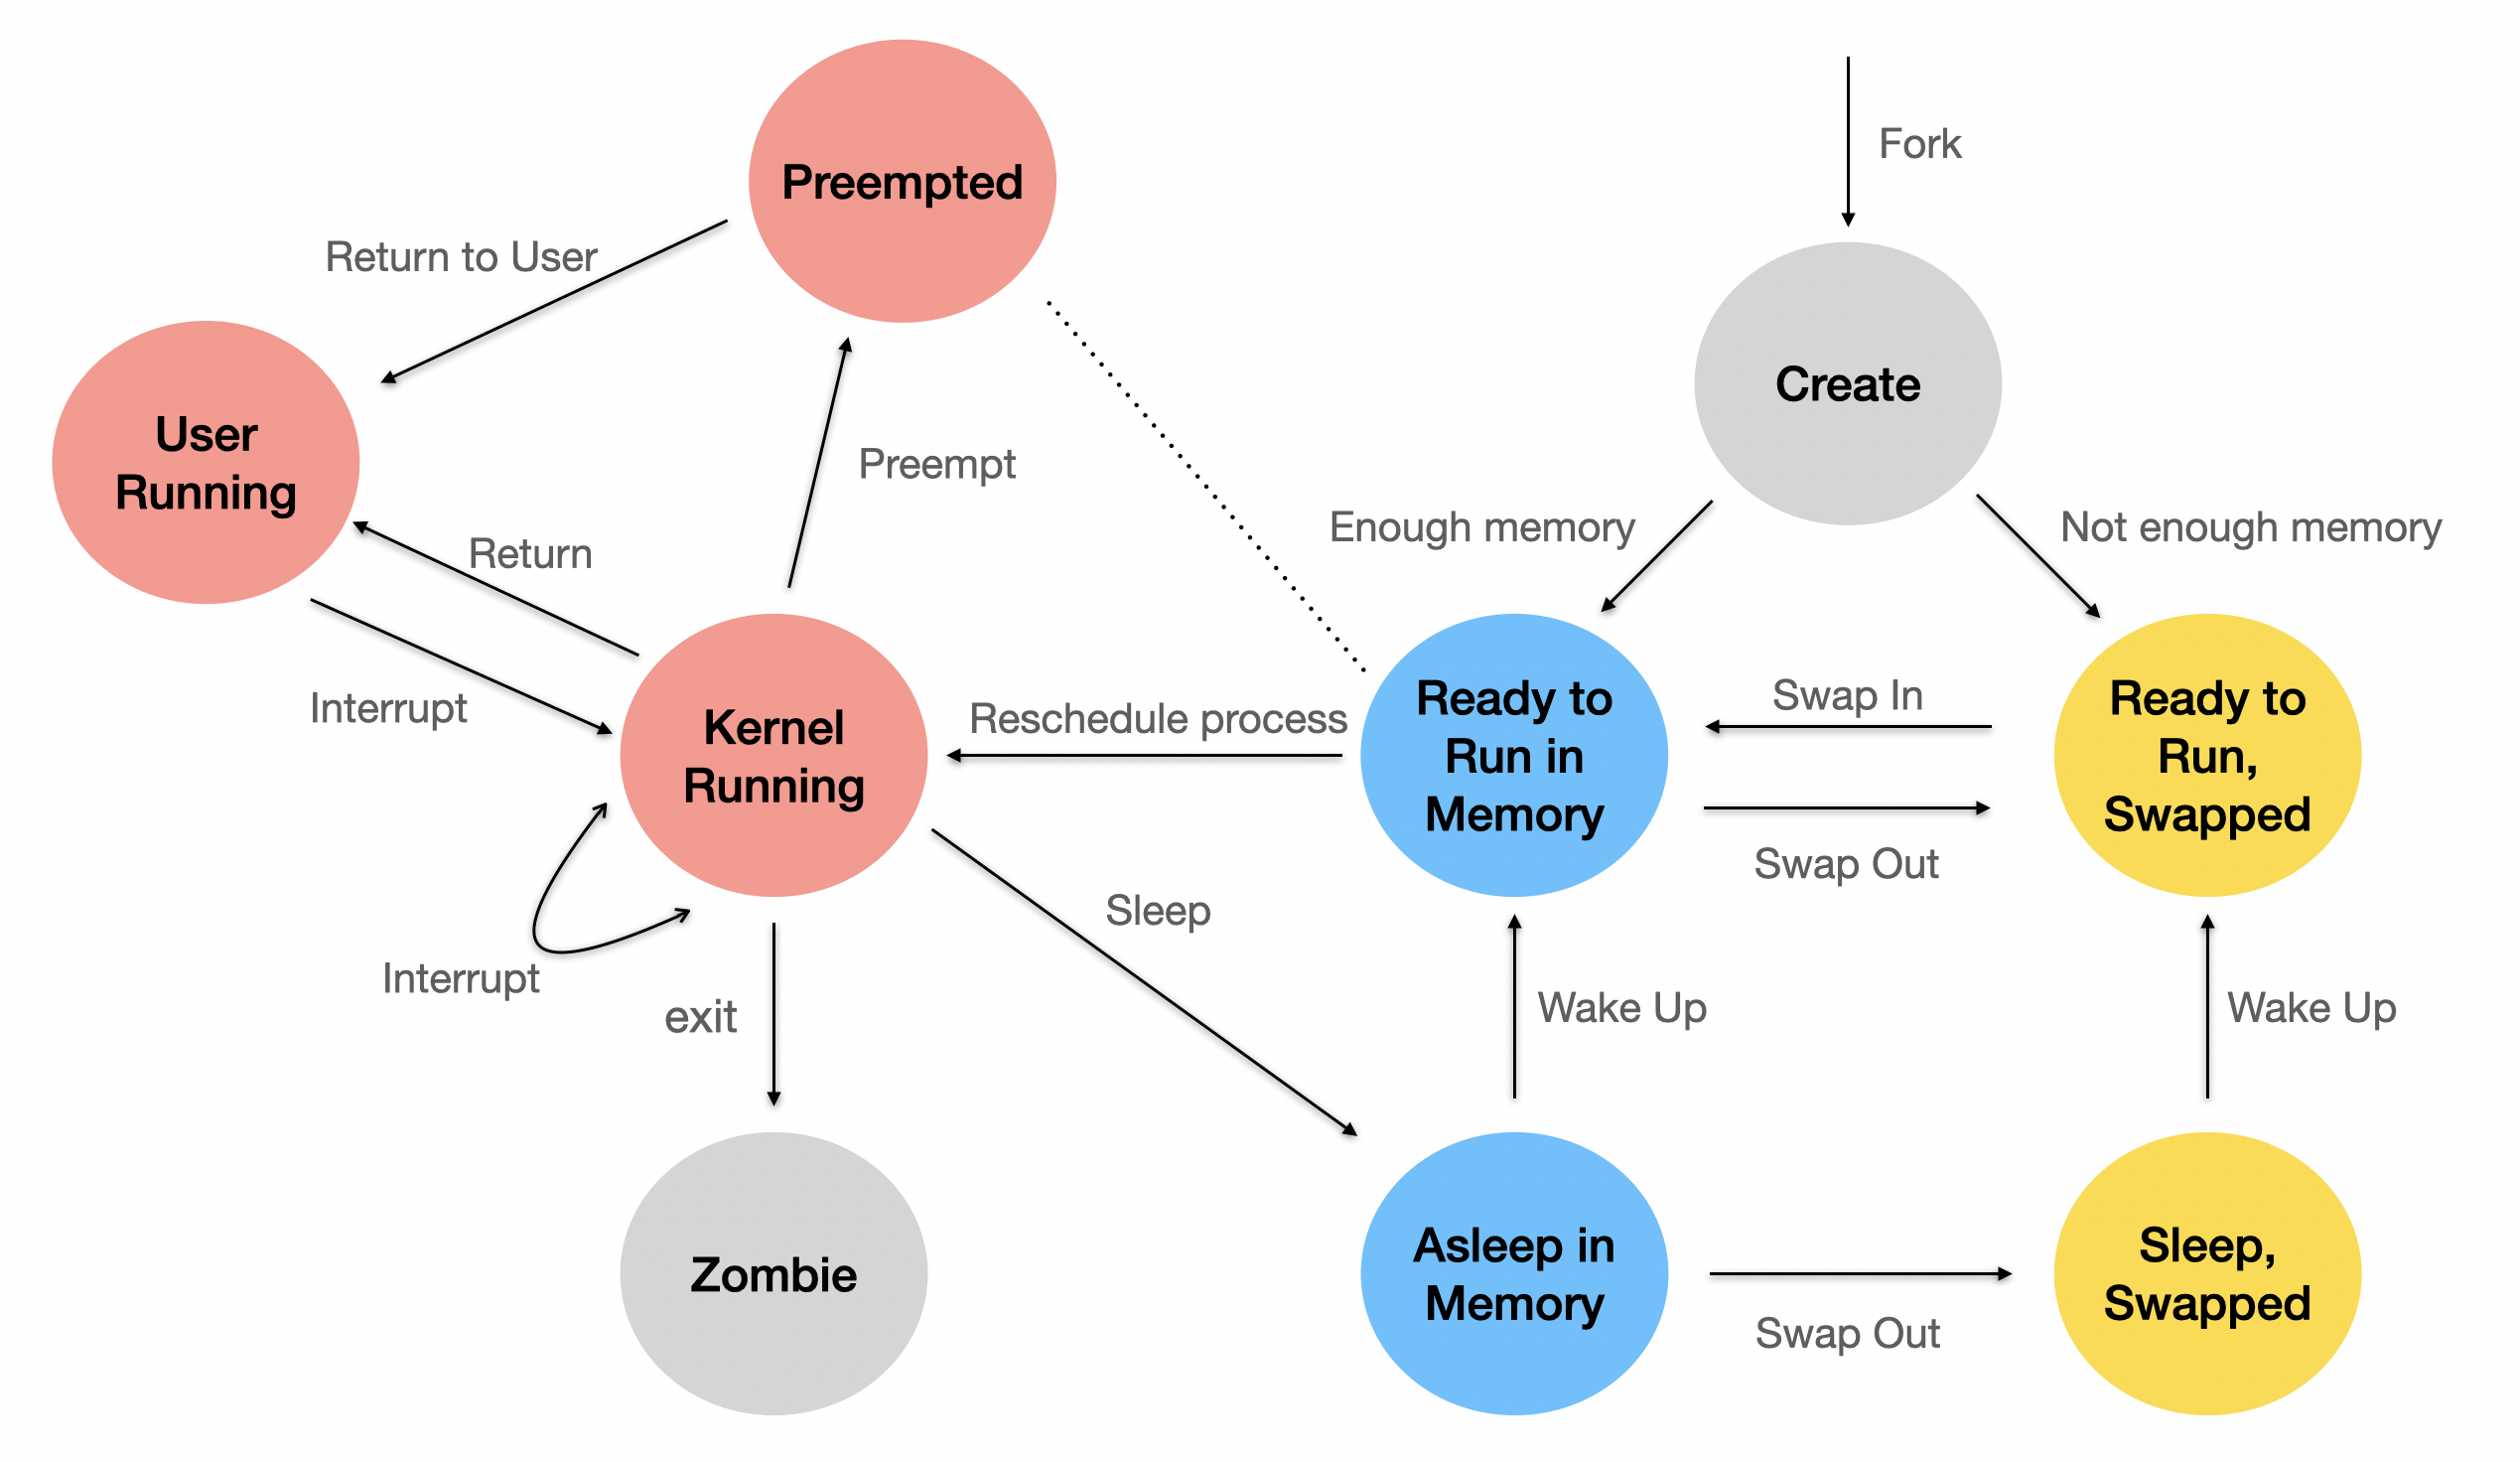 Preempted
Fork
Return to User
Create
User
Running
Preempt
Enough memory
Not enough memory
Return
Interrupt
Kernel
Running
Reschedule process
Ready to
Run in
Memory
Swap In
Swap Out
Ready to
Run,
Swapped
Sleep
Interrupt
exit
Wake Up
Wake Up
Zombie
Asleep in
Memory
Swap Out
Sleep,
Swapped